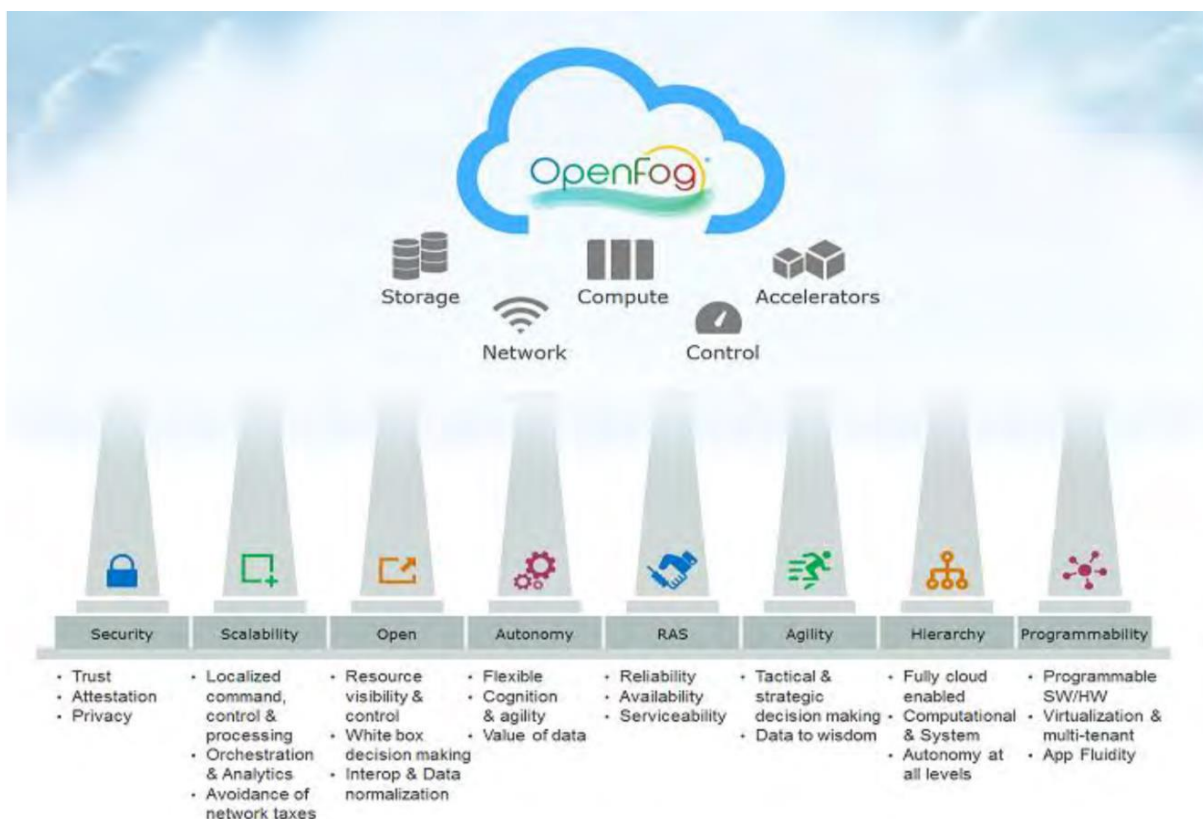 OpenFog
Storage
Compute
Accelerators
Network
Control
Security
Scalability
Open
Autonomy
RAS
Agility
Hierarchy
Programmability
• Trust
• Attestation
• Privacy
• Localized
command,
control &
processing
• Orchestration
& Analytics
• Avoidance of
network taxes
• Resource
visibility &
control
• White box
decision making
• Interop & Data
normalization
• Flexible
• Cognition
& agility
• Value of data
• Reliability
• Availability
• Serviceability
• Tactical &
strategic
decision making
• Data to wisdom
• Fully cloud
enabled
• Computational
& System
• Autonomy at
all levels
• Programmable
SW/HW
• Virtualization &
multi-tenant
• App Fluidity